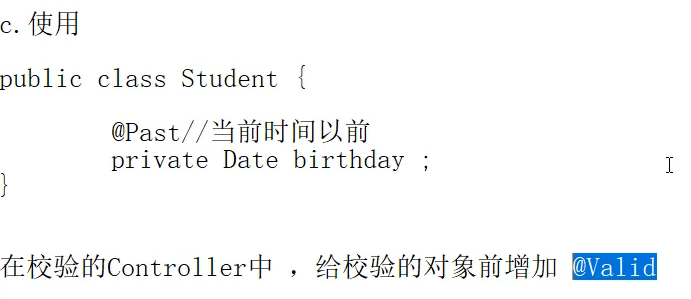 c.使用
public class Student {
@Past//当前时间以前
private Date birthday ;
}
在校验的Controller中 ，给校验的对象前增加 @Valid